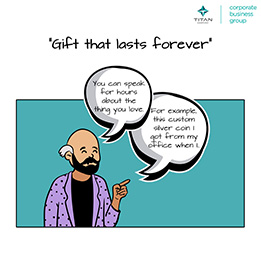 TITAN
corporate
business
group
"Gift that lasts forever"
You can speak
for hours
about the
thing you love.
For example,
this custom
silver coin I
got from my
office when I..